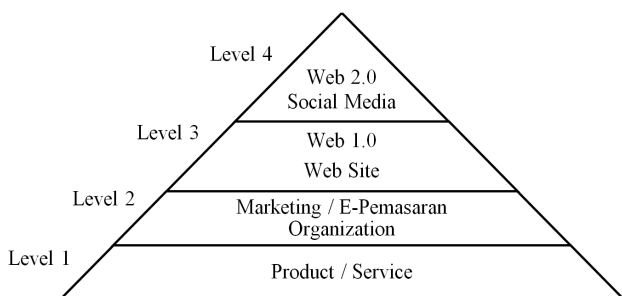 Level 4
Web 2.0
Social Media
Level 3
Web 1.0
Web Site
Level 2
Marketing / E-Pemasaran
Organization
Level 1
Product / Service